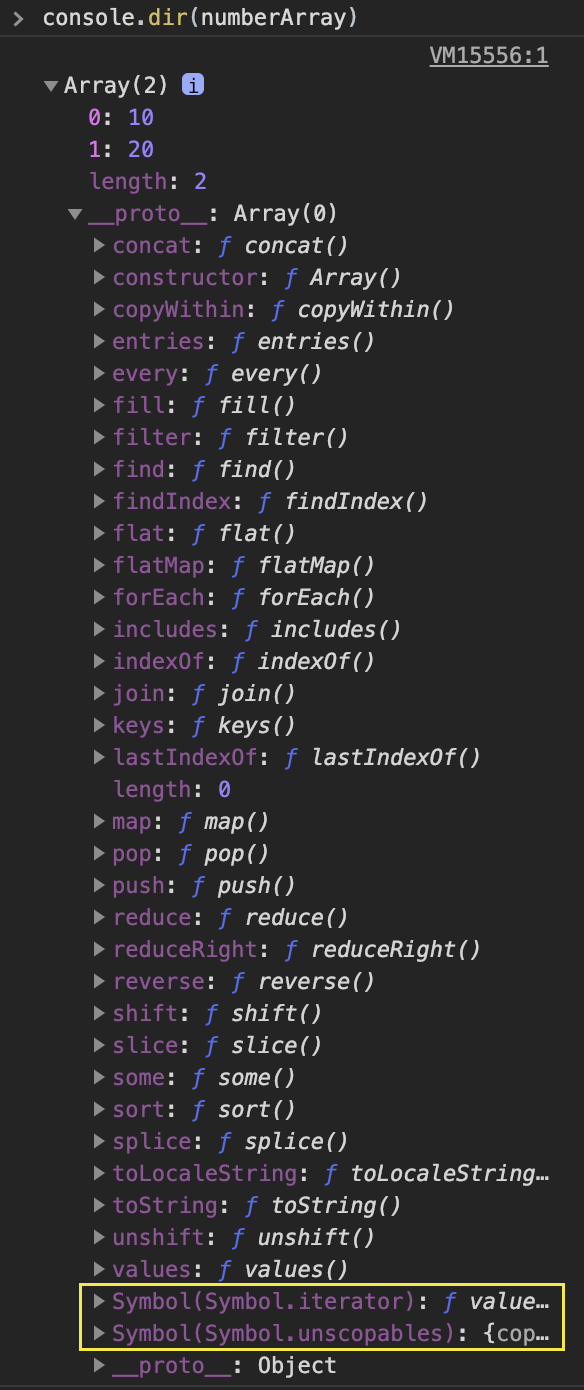 > console.dir(numberArray)
VM15556:1
▼Array(2) i
0: 10
1: 20
length: 2
▼__proto__: Array(0)
▶concat: ƒ concat()
▶constructor: ƒ Array()
▶copyWithin: ƒ copyWithin()
▶entries: ƒ entries()
▶every: ƒ every()
▶fill: ƒ fill()
▶filter: ƒ filter()
▶find: ƒ find()
▶findIndex: ƒ findIndex()
▶flat: ƒ flat()
▶flatMap: ƒ flatMap()
▶forEach: ƒ forEach()
▶includes: ƒ includes()
▶indexOf: ƒ indexOf()
▶join: ƒ join()
▶keys: ƒ keys()
▶lastIndexOf: ƒ lastIndexOf()
length: 0
▶map: ƒ map()
▶pop: ƒ pop()
▶push: ƒ push()
▶reduce: ƒ reduce()
▶reduceRight: ƒ reduceRight()
▶reverse: ƒ reverse()
▶shift: ƒ shift()
▶slice: ƒ slice()
▶some: ƒ some()
▶sort: ƒ sort()
▶splice: ƒ splice()
▶toLocaleString: ƒ toLocaleString…
▶toString: ƒ toString()
▶unshift: ƒ unshift()
▶values: ƒ values()
▶Symbol(Symbol.iterator): ƒ value…
▶Symbol(Symbol.unscopables): {cop…
▶__proto__: Object